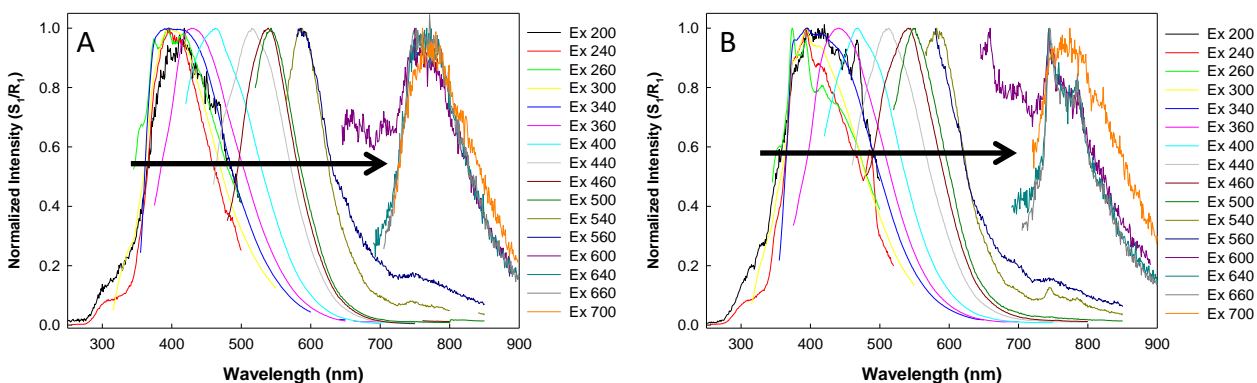 A
Normalized Intensity (S₁/R₁)
1.0
0.8
0.6
0.4
0.2
0.0
300 400 500 600 700 800 900
Wavelength (nm)
Ex 200
Ex 240
Ex 260
Ex 300
Ex 340
Ex 360
Ex 400
Ex 440
Ex 460
Ex 500
Ex 540
Ex 560
Ex 600
Ex 640
Ex 660
Ex 700
B
Normalized Intensity (S₁/R₁)
1.0
0.8
0.6
0.4
0.2
0.0
300 400 500 600 700 800 900
Wavelength (nm)
Ex 200
Ex 240
Ex 260
Ex 300
Ex 340
Ex 360
Ex 400
Ex 440
Ex 460
Ex 500
Ex 540
Ex 560
Ex 600
Ex 640
Ex 660
Ex 700